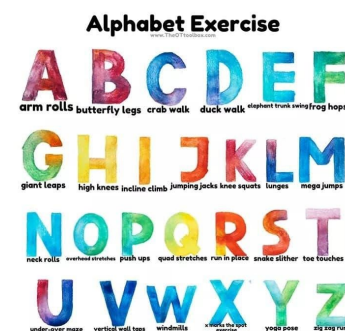 Alphabet Exercise
www.TheOTtoolbox.com
A B C D E F
arm rolls butterfly legs crab walk duck walk elephant trunk swing frog hops
G H I J K L M
giant leaps high knees incline climb jumping jacks knee squats lunges mega jumps
N O P Q R S T
neck rolls overhead stretches push ups quad stretches run in place snake slither toe touches
U V W X Y Z
under-over maze vertical wall taps windmills x marks the spot exercise yoga pose zig zag run